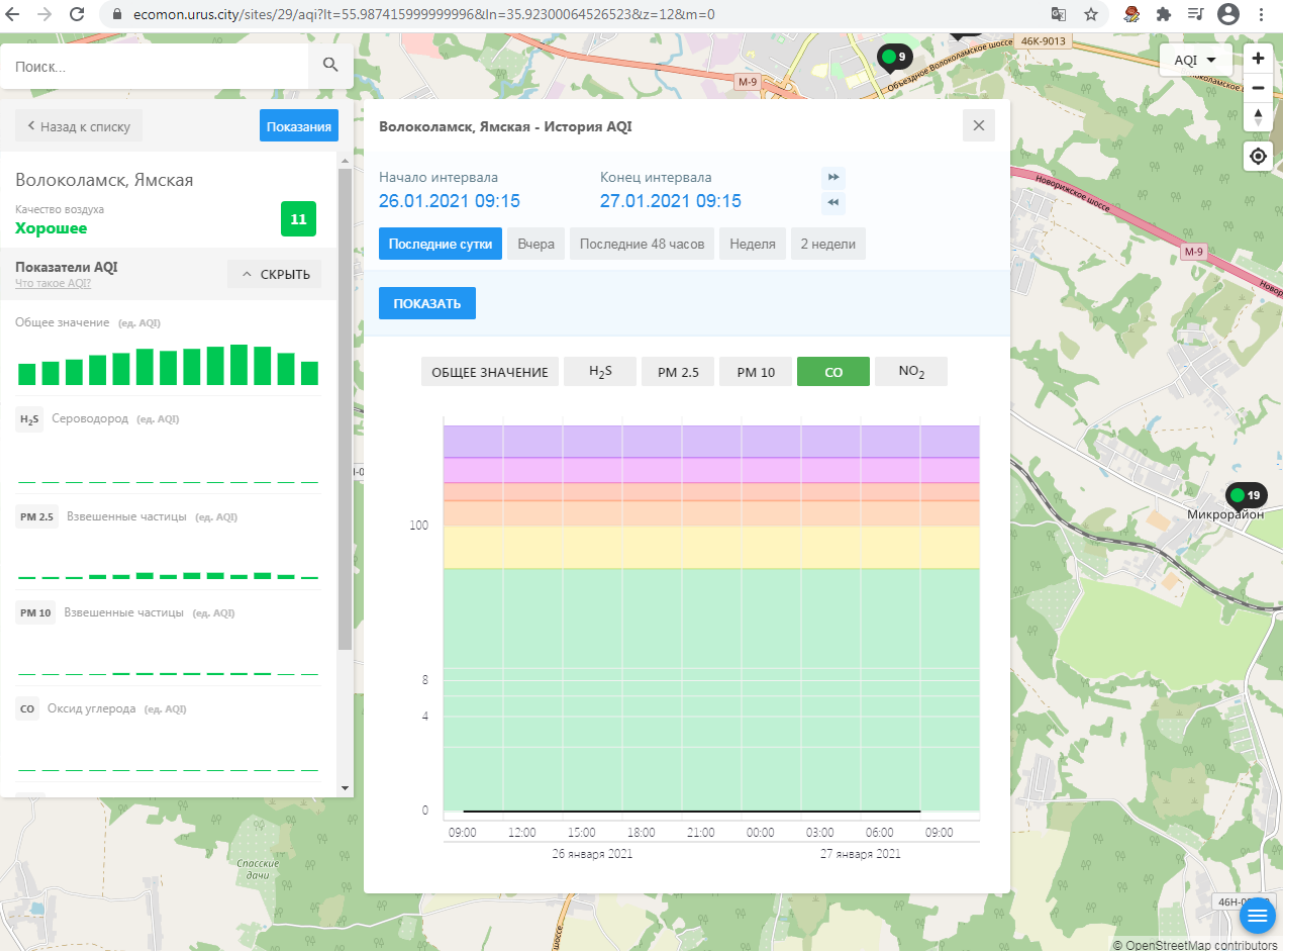 ecomon.urus.city/sites/29/aqi?lt=55.987415999999996&ln=35.92300064526523&z=12&m=0
Поиск...
Назад к списку
Показания
Волоколамск, Ямская
Качество воздуха
Хорошее
11
Показатели AQI
Что такое AQI?
СКРЫТЬ
Общее значение (ед. AQI)
H2S Сероводород (ед. AQI)
PM 2.5 Взвешенные частицы (ед. AQI)
PM 10 Взвешенные частицы (ед. AQI)
CO Оксид углерода (ед. AQI)
Волоколамск, Ямская - История AQI
Начало интервала
26.01.2021 09:15
Конец интервала
27.01.2021 09:15
Последние сутки
Вчера
Последние 48 часов
Неделя
2 недели
ПОКАЗАТЬ
ОБЩЕЕ ЗНАЧЕНИЕ
H2S
PM 2.5
PM 10
CO
NO2
100
8
4
0
09:00 12:00 15:00 18:00 21:00 00:00 03:00 06:00 09:00
26 января 2021
27 января 2021
M-9
9
Объездное Волоколамское шоссе
46К-9013
AQI
Новорижское шоссе
M-9
19
Микрорайон
Спасские
дачи
© OpenStreetMap contributors